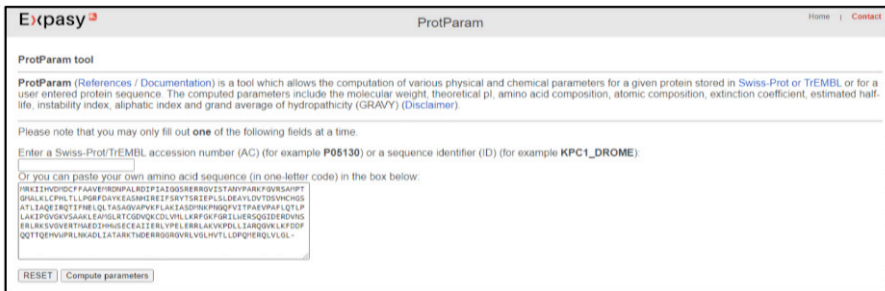 Expasy
ProtParam
Home | Contact
ProtParam tool
ProtParam (References / Documentation) is a tool which allows the computation of various physical and chemical parameters for a given protein stored in Swiss-Prot or TrEMBL or for a
user entered protein sequence. The computed parameters include the molecular weight, theoretical pI, amino acid composition, atomic composition, extinction coefficient, estimated half-
life, instability index, aliphatic index and grand average of hydropathicity (GRAVY) (Disclaimer).
Please note that you may only fill out one of the following fields at a time.
Enter a Swiss-Prot/TrEMBL accession number (AC) (for example P05130) or a sequence identifier (ID) (for example KPC1_DROME):
Or you can paste your own amino acid sequence (in one-letter code) in the box below:
MRKIIHVDMDCFFAAVEMRDNPALRDIPIAIGGSRERRGVISTANYPARKFGVRSAMPT
GMALKLCPHLTLLPGRFDAYKEASNHIREIFSRYTSRIEPLSLDEAYLDVTDSVHCHGS
ATLIAQEIRQTIFNELQLTASAGVAPVKFLAKIASDMNKPNGQFVITPAEVPAFLQTLP
LAKIPGVGKVSAAKLEAMGLRTCGDVQKCDLVMLLKRFGKFGRILWERSQGIDERDVNS
ERLRKSVGVERTMAEDIHHWSECEAIIERLYPELERRLAKVKPDLLIARQGVKLKFDDF
QQTTQEHVWPRLNKADLIATARKTWDERRGGRGVRLVGLHVTLLDPQMERQLVLGL-
RESET
Compute parameters